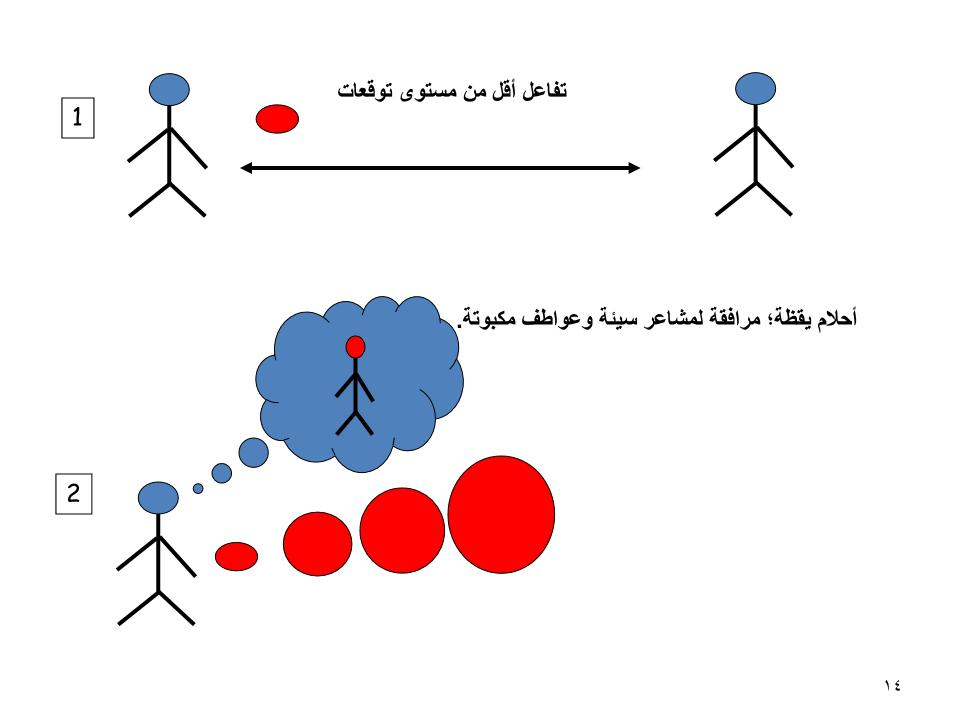 تفاعل أقل من مستوى توقعات
1
أحلام يقظة؛ مرافقة لمشاعر سيئة وعواطف مكبوتة.
2
١٤